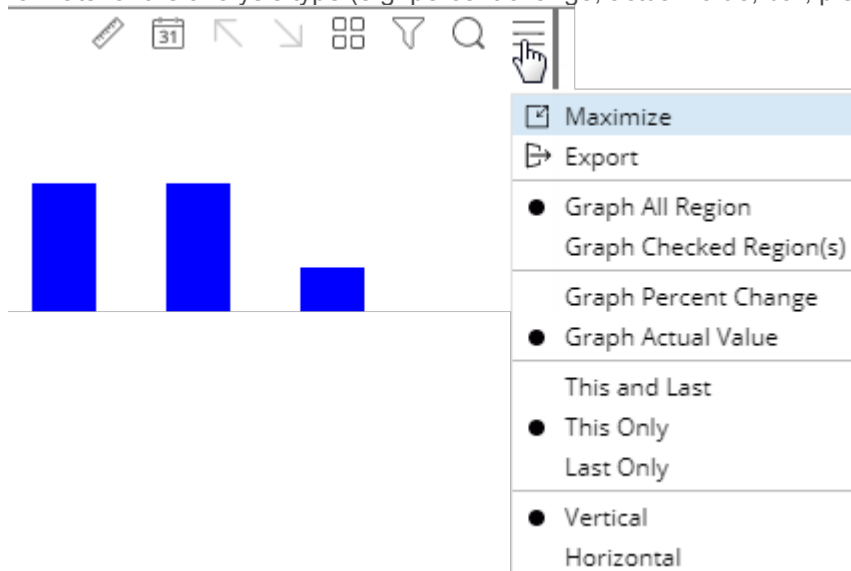 31
Maximize
Export
Graph All Region
Graph Checked Region(s)
Graph Percent Change
Graph Actual Value
This and Last
This Only
Last Only
Vertical
Horizontal